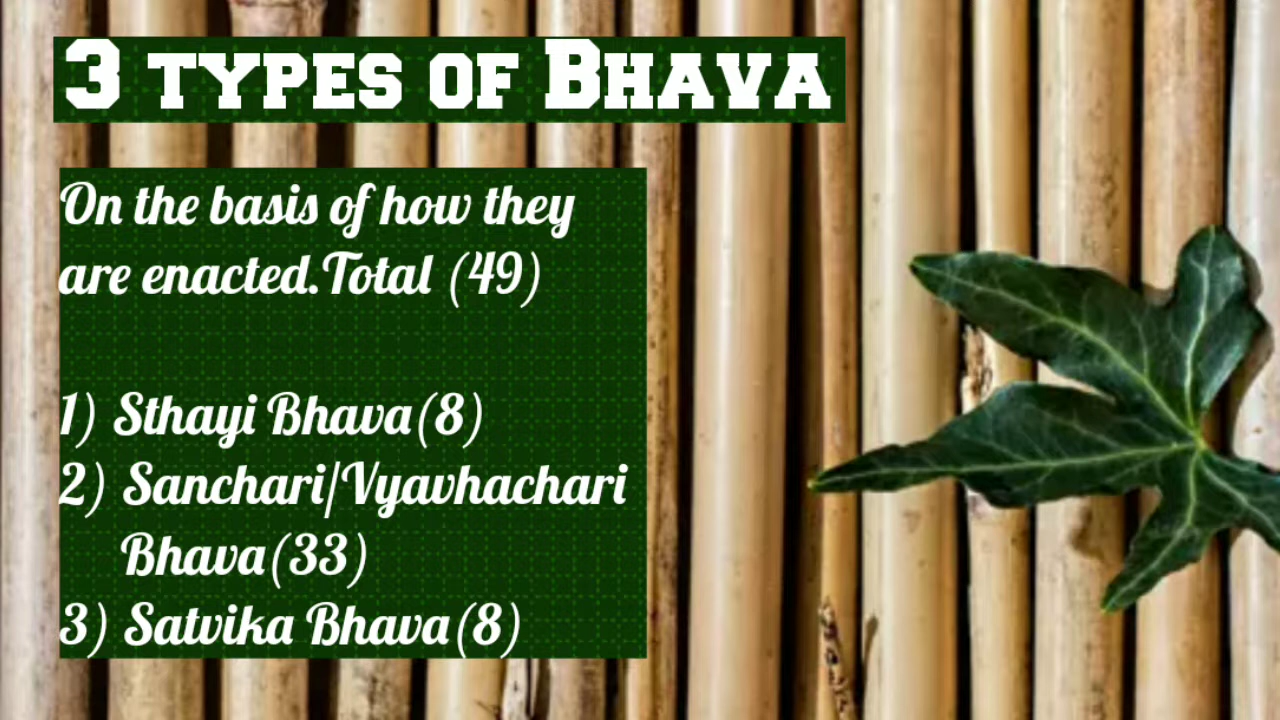 3 TYPES OF BHAVA
On the basis of how they
are enacted.Total (49)
1) Sthayi Bhava(8)
2) Sanchari/Vyavhachari
Bhava(33)
3) Satvika Bhava(8)